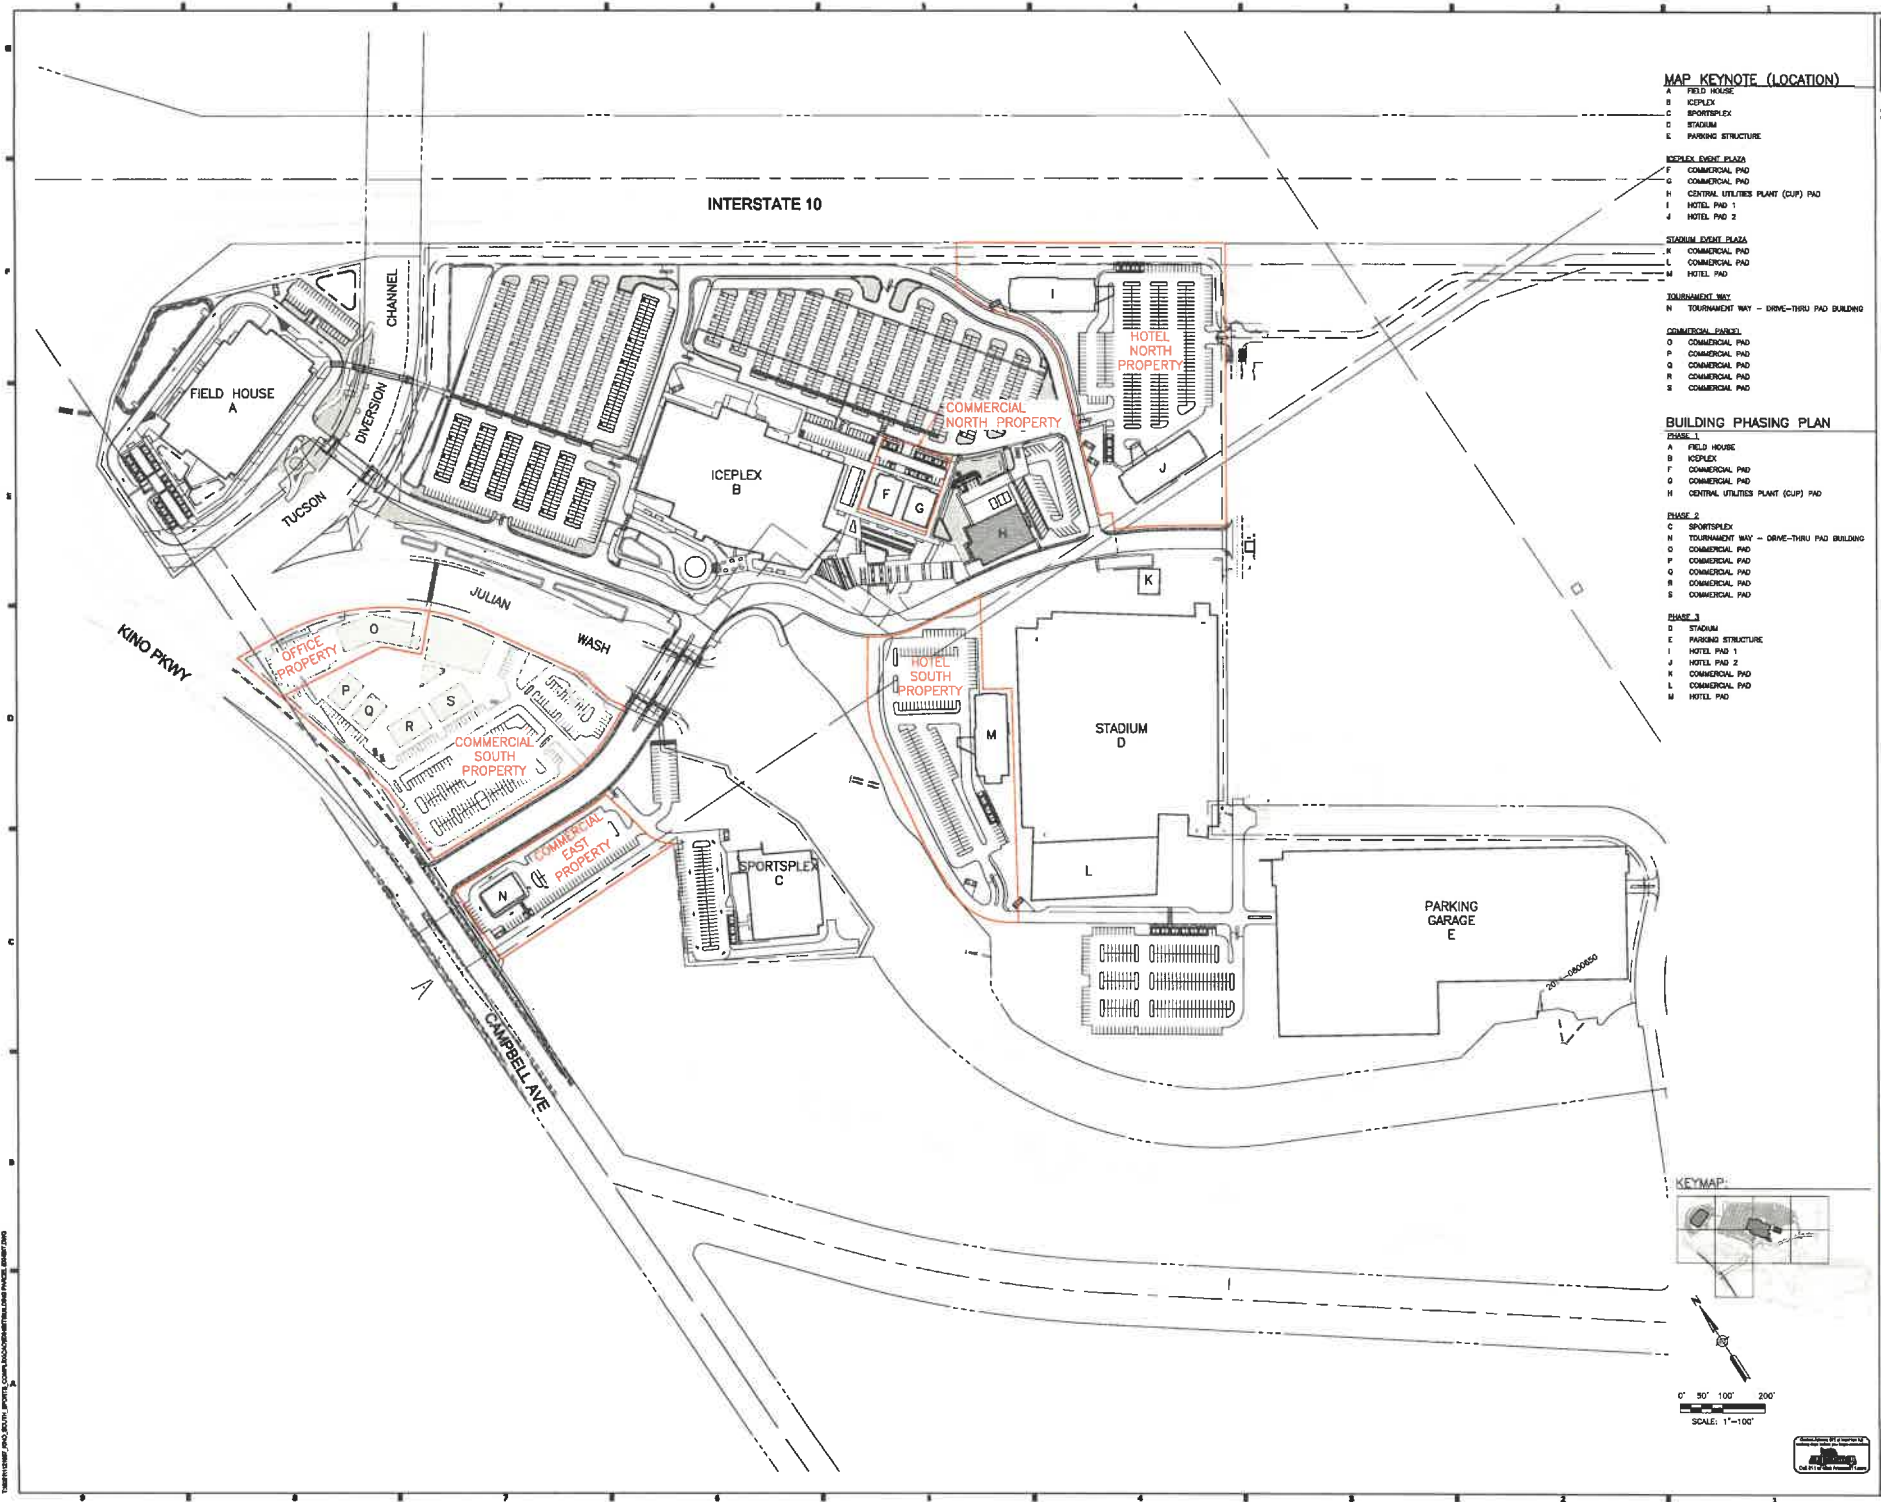 MAP KEYNOTE (LOCATION)
A FIELD HOUSE
B ICEPLEX
C SPORTSPLEX
D STADIUM
E PARKING STRUCTURE
ICEPLEX EVENT PLAZA
F COMMERCIAL PAD
G COMMERCIAL PAD
H CENTRAL UTILITIES PLANT (CUP) PAD
I HOTEL PAD 1
J HOTEL PAD 2
STADIUM EVENT PLAZA
K COMMERCIAL PAD
L COMMERCIAL PAD
M HOTEL PAD
TOURNAMENT WAY
N TOURNAMENT WAY - DRIVE-THRU PAD BUILDING
COMMERCIAL PARCEL
O COMMERCIAL PAD
P COMMERCIAL PAD
Q COMMERCIAL PAD
R COMMERCIAL PAD
S COMMERCIAL PAD
BUILDING PHASING PLAN
PHASE 1
A FIELD HOUSE
B ICEPLEX
F COMMERCIAL PAD
G COMMERCIAL PAD
H CENTRAL UTILITIES PLANT (CUP) PAD
PHASE 2
C SPORTSPLEX
N TOURNAMENT WAY - DRIVE-THRU PAD BUILDING
O COMMERCIAL PAD
P COMMERCIAL PAD
Q COMMERCIAL PAD
R COMMERCIAL PAD
S COMMERCIAL PAD
PHASE 3
D STADIUM
E PARKING STRUCTURE
I HOTEL PAD 1
J HOTEL PAD 2
K COMMERCIAL PAD
L COMMERCIAL PAD
M HOTEL PAD
INTERSTATE 10
CHANNEL
DIVERSION
TUCSON
FIELD HOUSE
A
I
HOTEL
NORTH
PROPERTY
COMMERCIAL
NORTH PROPERTY
J
ICEPLEX
B
F
G
H
K
JULIAN
WASH
KINO PKWY
O
OFFICE
PROPERTY
P
Q
R
S
COMMERCIAL
SOUTH
PROPERTY
HOTEL
SOUTH
PROPERTY
M
STADIUM
D
L
COMMERCIAL
EAST
PROPERTY
N
SPORTSPLEX
C
PARKING
GARAGE
E
CAMPBELL AVE
KEYMAP:
N
0' 50' 100' 200'
SCALE: 1"=100'